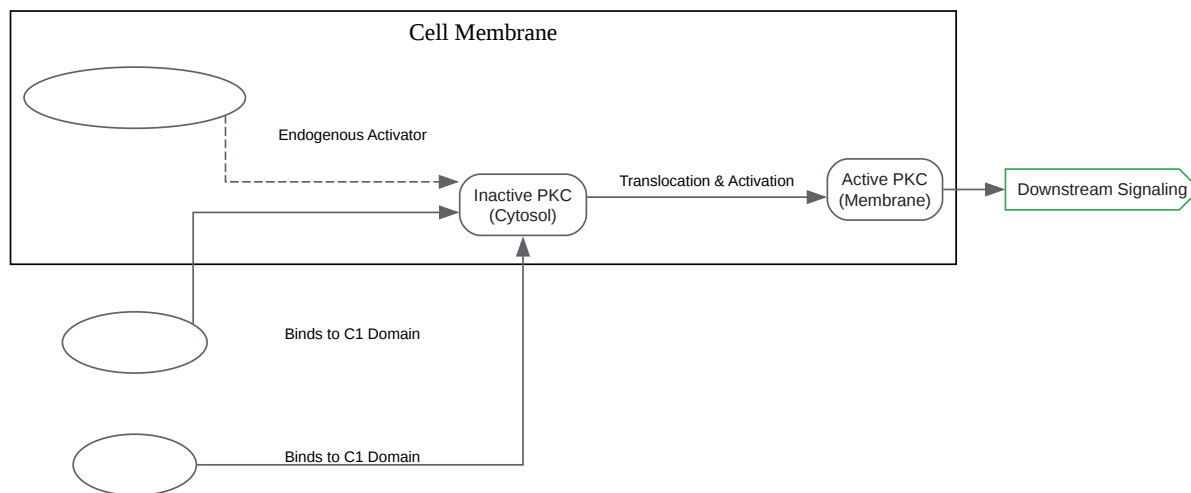 Cell Membrane
Endogenous Activator
Inactive PKC
(Cytosol)
Translocation & Activation
Active PKC
(Membrane)
Downstream Signaling
Binds to C1 Domain
Binds to C1 Domain